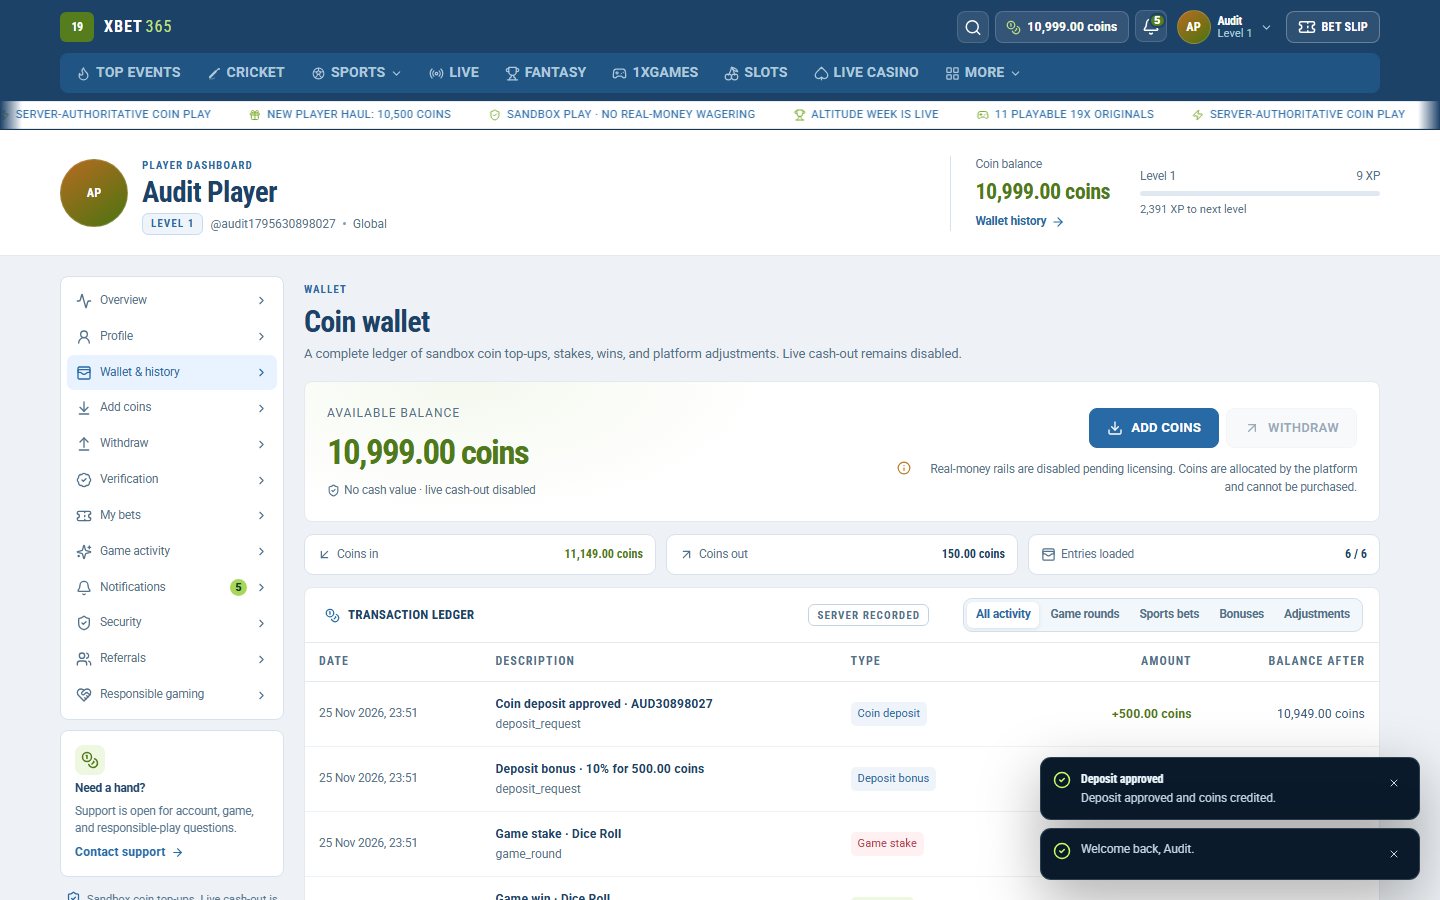 19 XBET 365
10,999.00 coins
5
AP
Audit
Level 1
BET SLIP
TOP EVENTS
CRICKET
SPORTS
LIVE
FANTASY
1XGAMES
SLOTS
LIVE CASINO
MORE
SERVER-AUTHORITATIVE COIN PLAY
NEW PLAYER HAUL: 10,500 COINS
SANDBOX PLAY · NO REAL-MONEY WAGERING
ALTITUDE WEEK IS LIVE
11 PLAYABLE 19X ORIGINALS
SERVER-AUTHORITATIVE COIN PLAY
AP
PLAYER DASHBOARD
Audit Player
LEVEL 1 @audit1795630898027 • Global
Coin balance
10,999.00 coins
Wallet history
Level 1 9 XP
2,391 XP to next level
Overview
Profile
Wallet & history
Add coins
Withdraw
Verification
My bets
Game activity
Notifications 5
Security
Referrals
Responsible gaming
Need a hand?
Support is open for account, game,
and responsible-play questions.
Contact support
Sandbox coin top-ups. Live cash-out is
WALLET
Coin wallet
A complete ledger of sandbox coin top-ups, stakes, wins, and platform adjustments. Live cash-out remains disabled.
AVAILABLE BALANCE
10,999.00 coins
No cash value · live cash-out disabled
ADD COINS
WITHDRAW
Real-money rails are disabled pending licensing. Coins are allocated by the platform
and cannot be purchased.
Coins in 11,149.00 coins
Coins out 150.00 coins
Entries loaded 6 / 6
TRANSACTION LEDGER
SERVER RECORDED
All activity Game rounds Sports bets Bonuses Adjustments
DATE DESCRIPTION TYPE AMOUNT BALANCE AFTER
25 Nov 2026, 23:51 Coin deposit approved · AUD30898027 Coin deposit +500.00 coins 10,949.00 coins
deposit_request
25 Nov 2026, 23:51 Deposit bonus · 10% for 500.00 coins Deposit bonus
deposit_request
25 Nov 2026, 23:51 Game stake · Dice Roll Game stake
game_round
Game win · Dice Roll
Deposit approved
Deposit approved and coins credited.
Welcome back, Audit.